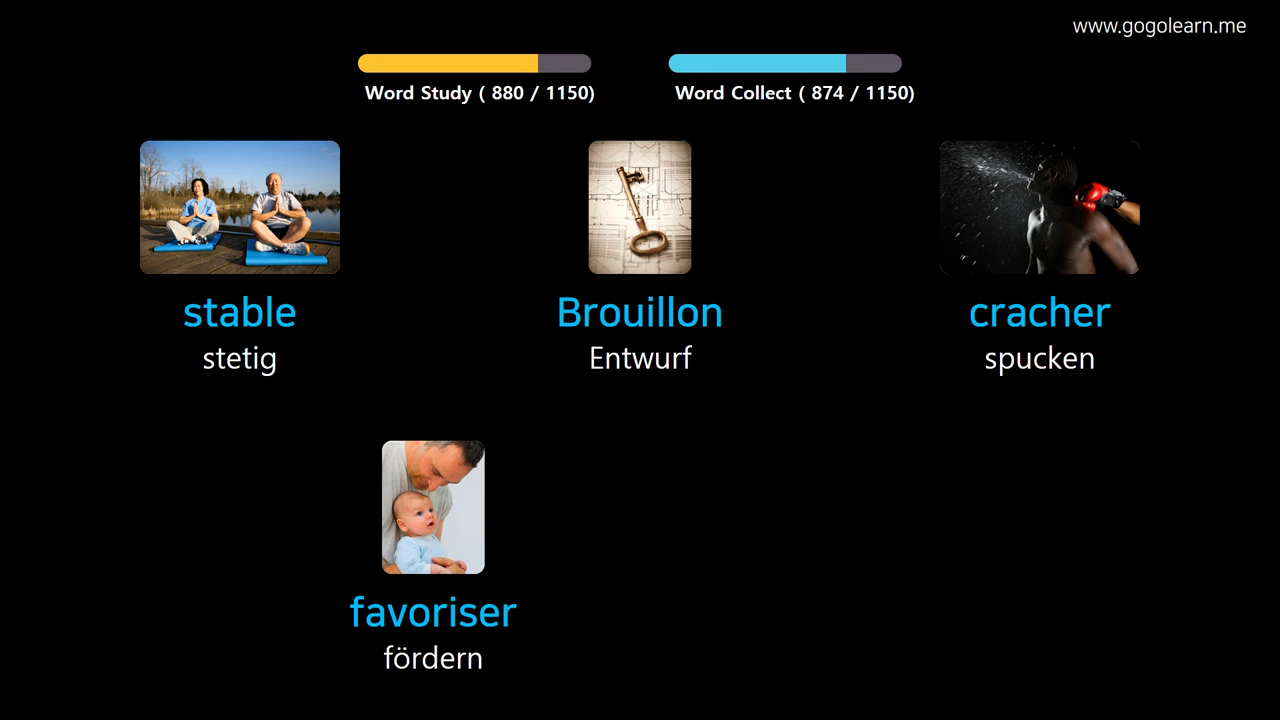 www.gogolearn.me
Word Study ( 880 / 1150)
Word Collect ( 874 / 1150)
stable
stetig
Brouillon
Entwurf
cracher
spucken
favoriser
fördern